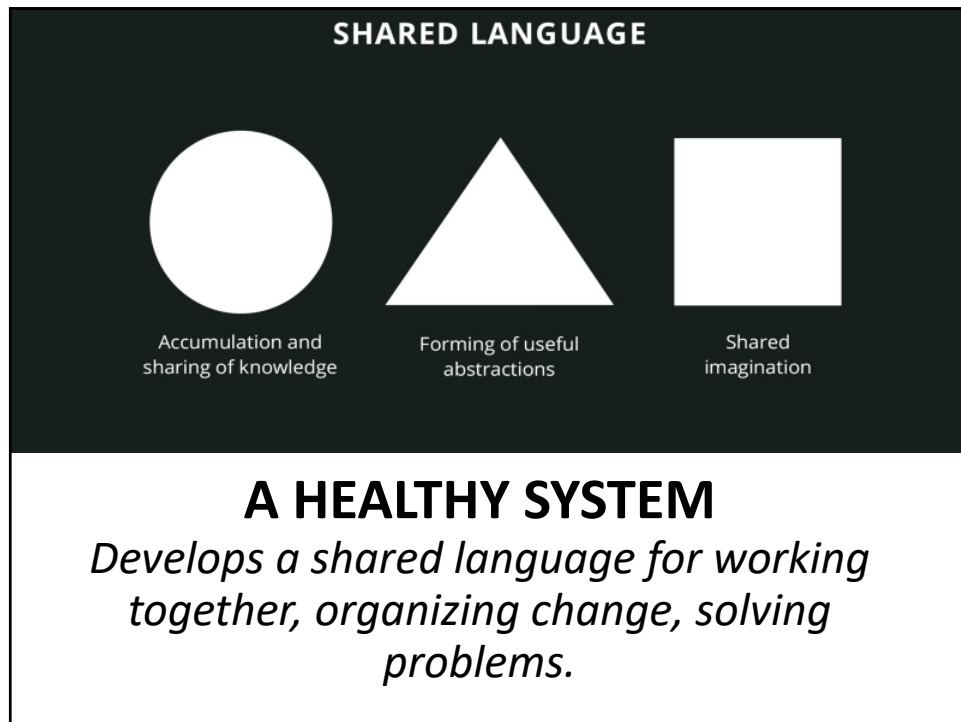 SHARED LANGUAGE
Accumulation and
sharing of knowledge
Forming of useful
abstractions
Shared
imagination
A HEALTHY SYSTEM
Develops a shared language for working
together, organizing change, solving
problems.